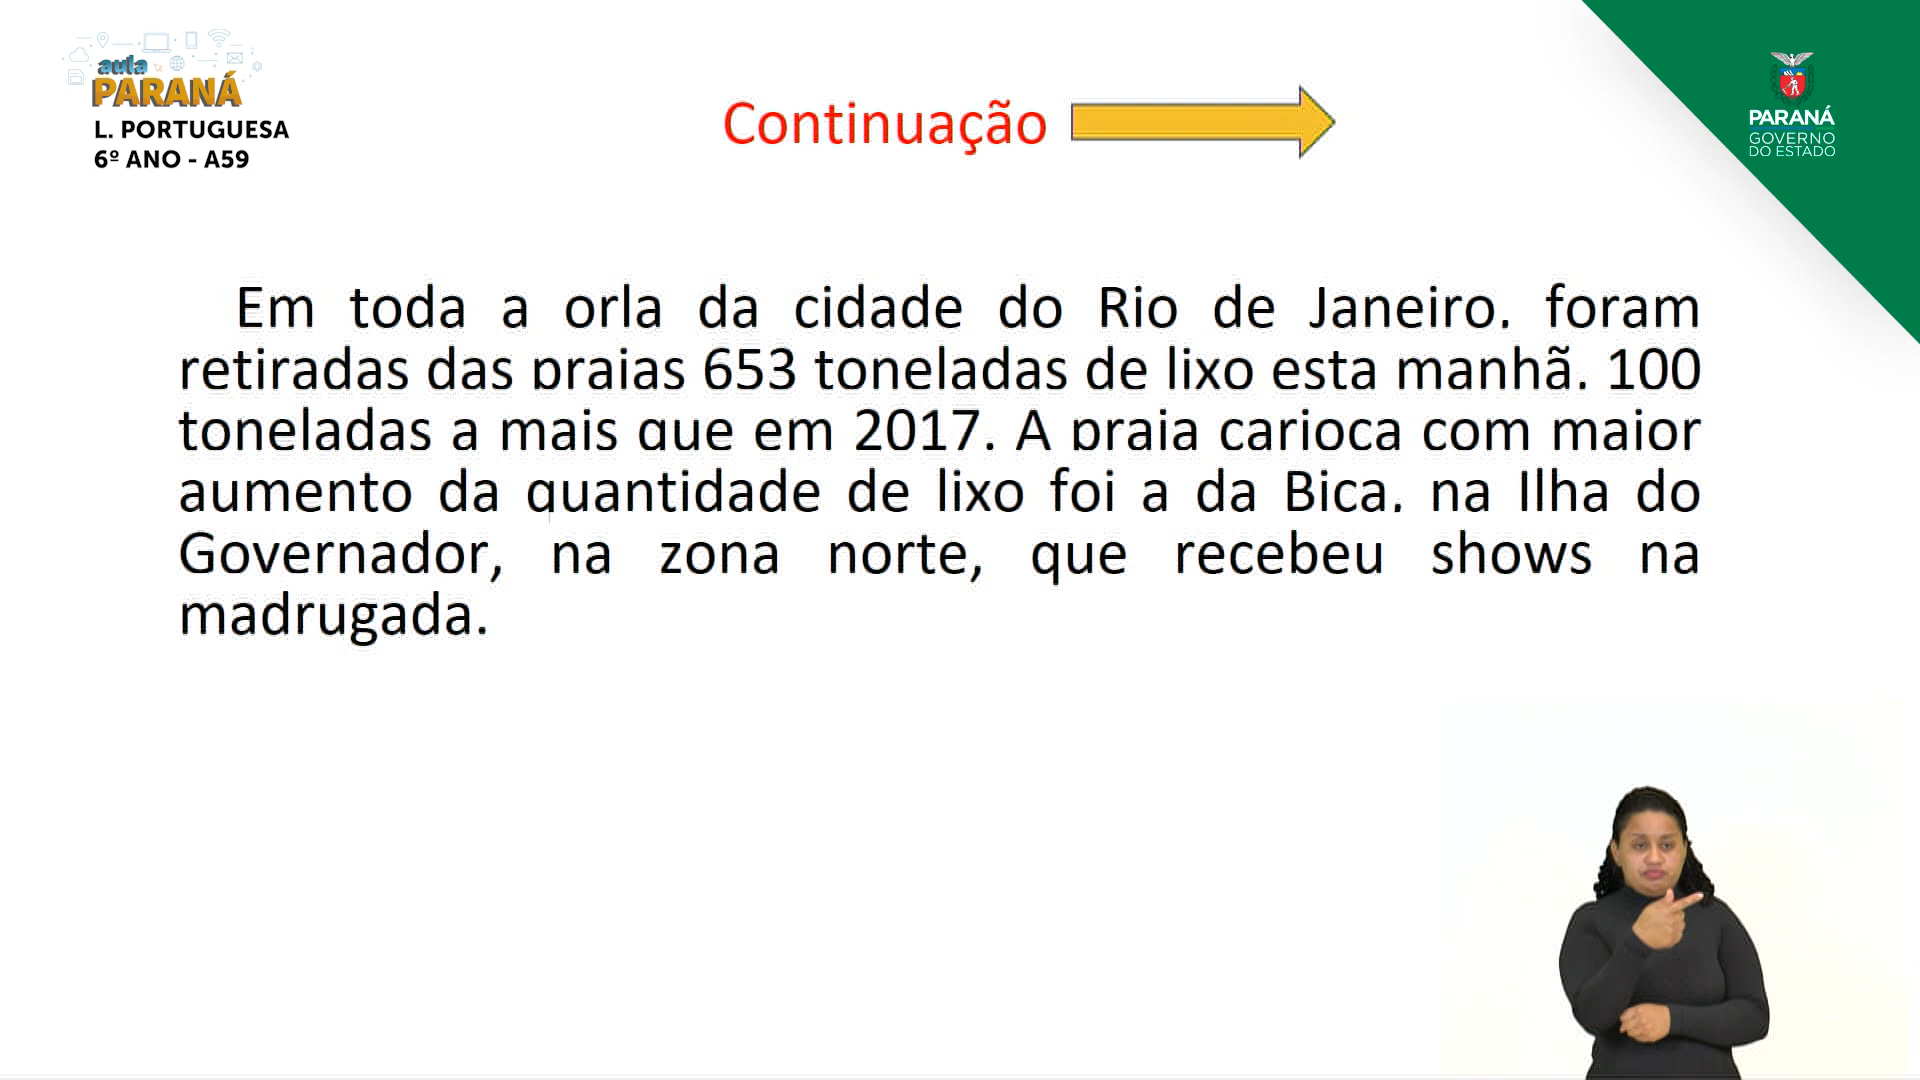 aula
PARANÁ
L. PORTUGUESA
6º ANO - A59
Continuação
PARANÁ
GOVERNO
DO ESTADO
Em toda a orla da cidade do Rio de Janeiro, foram
retiradas das praias 653 toneladas de lixo esta manhã. 100
toneladas a mais que em 2017. A praia carioca com maior
aumento da quantidade de lixo foi a da Bica, na Ilha do
Governador, na zona norte, que recebeu shows na
madrugada.